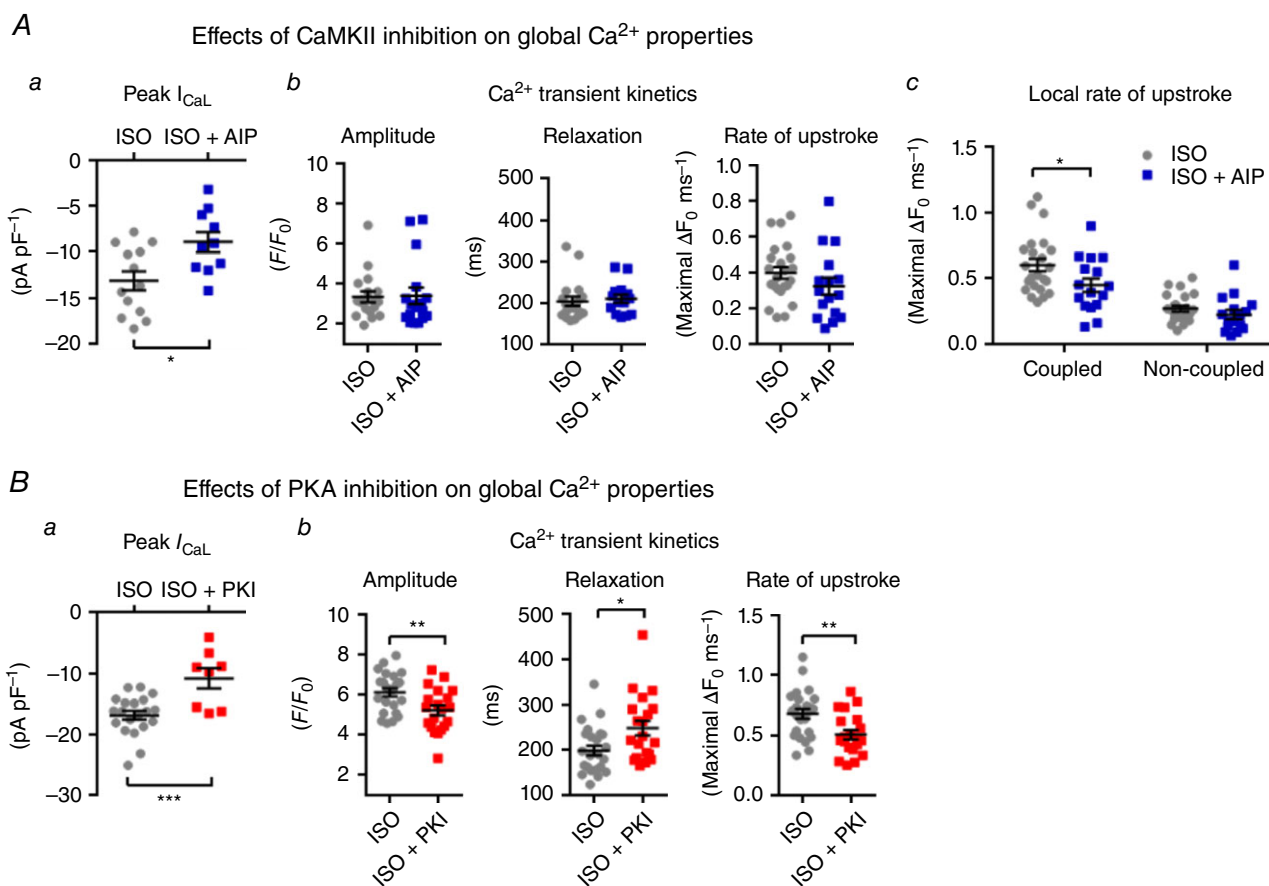 A
Effects of CaMKII inhibition on global Ca²⁺ properties
a
Peak I_CaL
ISO ISO + AIP
0
−5
−10
−15
−20
(pA pF⁻¹)
*
b
Ca²⁺ transient kinetics
Amplitude
10
8
6
4
2
(F/F₀)
ISO
ISO + AIP
Relaxation
500
400
300
200
100
(ms)
ISO
ISO + AIP
Rate of upstroke
1.0
0.8
0.6
0.4
0.2
0.0
(Maximal ΔF₀ ms⁻¹)
ISO
ISO + AIP
c
Local rate of upstroke
1.5
1.0
0.5
0.0
(Maximal ΔF₀ ms⁻¹)
*
ISO
ISO + AIP
Coupled Non-coupled
B
Effects of PKA inhibition on global Ca²⁺ properties
a
Peak I_CaL
ISO ISO + PKI
0
−10
−20
−30
(pA pF⁻¹)
***
b
Ca²⁺ transient kinetics
Amplitude
10
8
6
4
2
(F/F₀)
**
ISO
ISO + PKI
Relaxation
500
400
300
200
100
(ms)
*
ISO
ISO + PKI
Rate of upstroke
1.5
1.0
0.5
0.0
(Maximal ΔF₀ ms⁻¹)
**
ISO
ISO + PKI